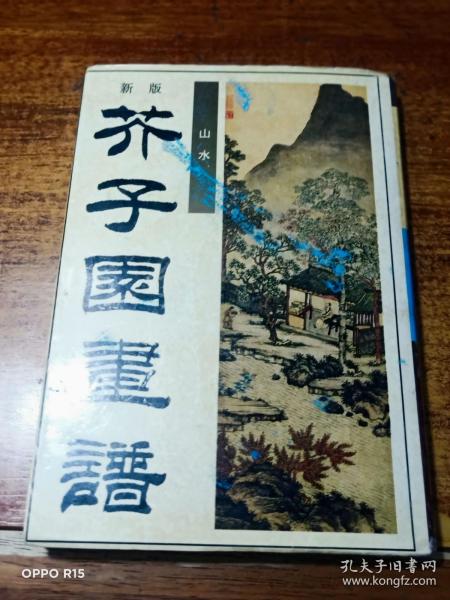 新版
芥子園畫譜
山水
OPPO R15
孔夫子旧书网
www.kongfz.com